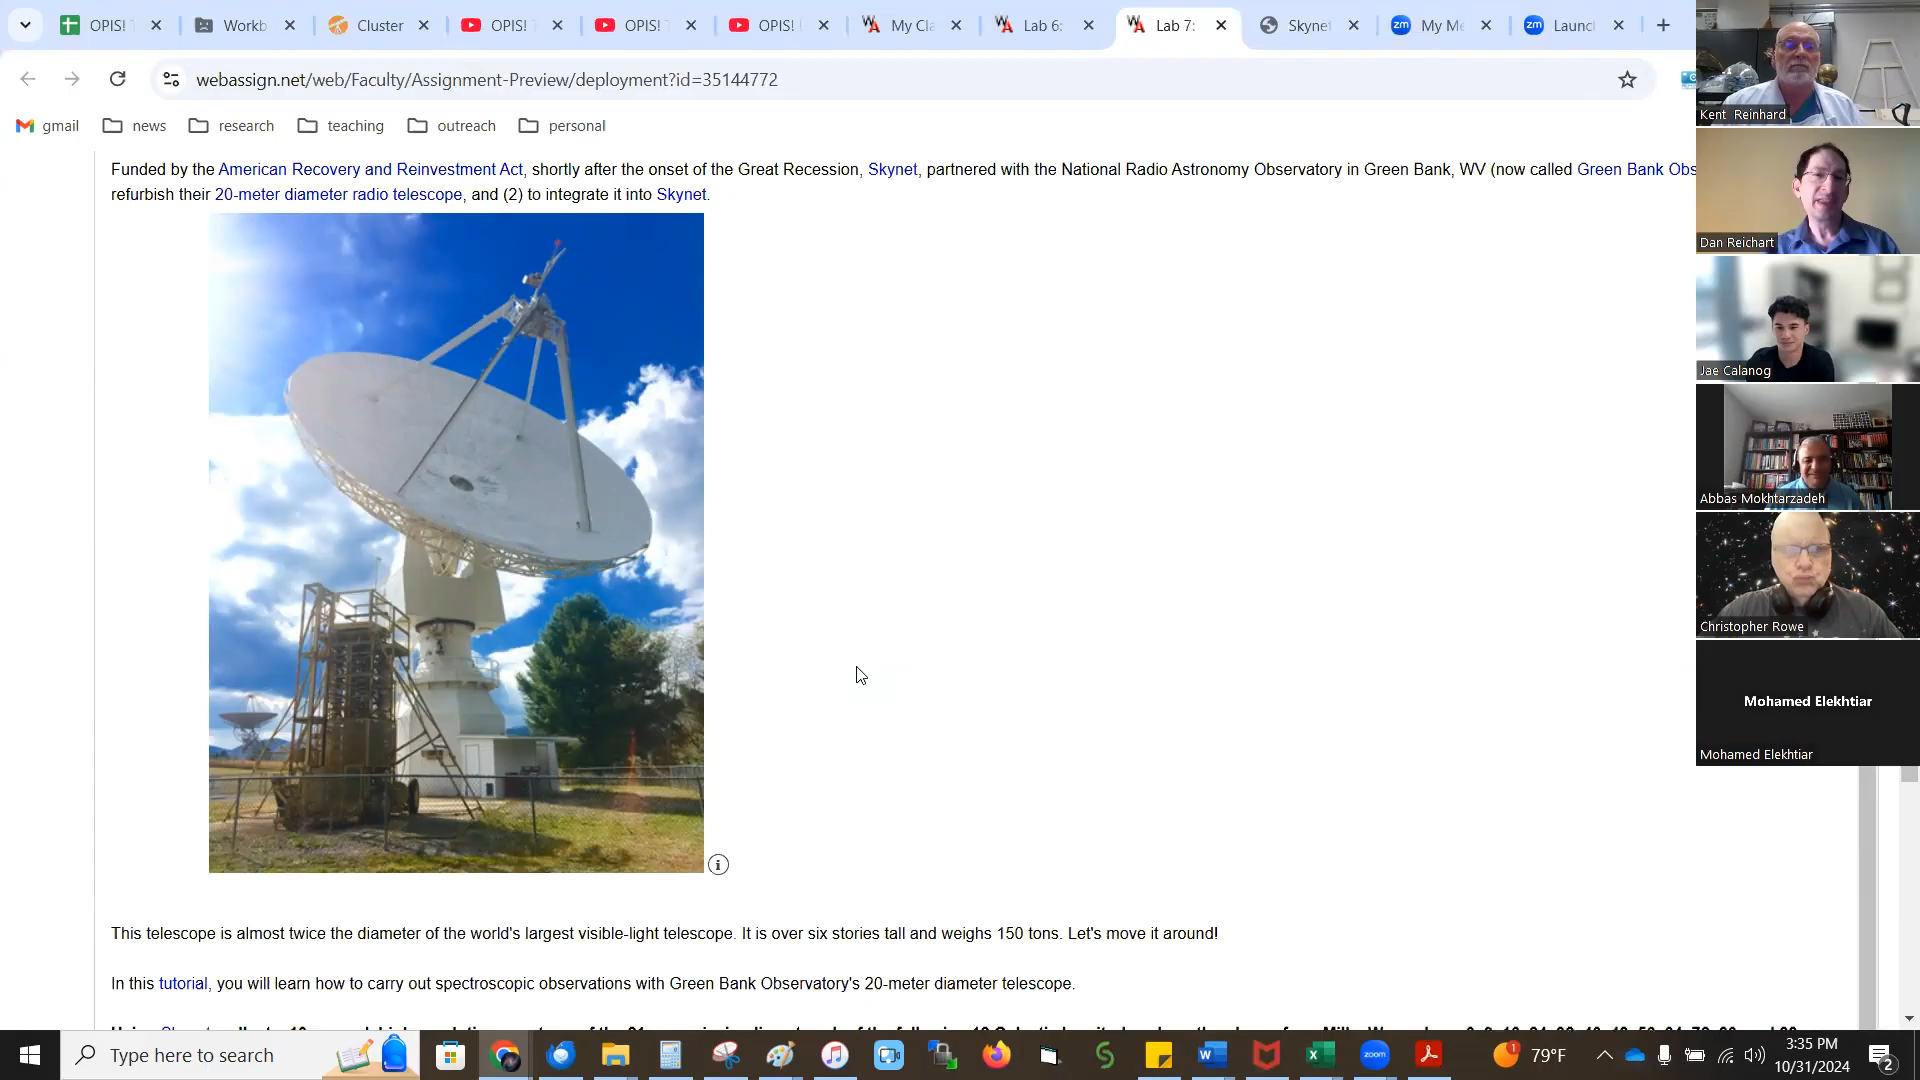 OPIS!
Workb
Cluster
OPIS!
OPIS!
OPIS!
My Cla
Lab 6:
Lab 7:
Skynet
My Me
Launc
webassign.net/web/Faculty/Assignment-Preview/deployment?id=35144772
gmail
news
research
teaching
outreach
personal
Funded by the American Recovery and Reinvestment Act, shortly after the onset of the Great Recession, Skynet, partnered with the National Radio Astronomy Observatory in Green Bank, WV (now called Green Bank Obs
refurbish their 20-meter diameter radio telescope, and (2) to integrate it into Skynet.
This telescope is almost twice the diameter of the world's largest visible-light telescope. It is over six stories tall and weighs 150 tons. Let's move it around!
In this tutorial, you will learn how to carry out spectroscopic observations with Green Bank Observatory's 20-meter diameter telescope.
Kent Reinhard
Dan Reichart
Jae Calanog
Abbas Mokhtarzadeh
Christopher Rowe
Mohamed Elekhtiar
Mohamed Elekhtiar
Type here to search
zoom
1
79°F
3:35 PM
10/31/2024
2